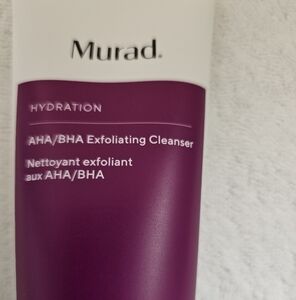 Murad.
HYDRATION
AHA/BHA Exfoliating Cleanser
Nettoyant exfoliant
aux AHA/BHA